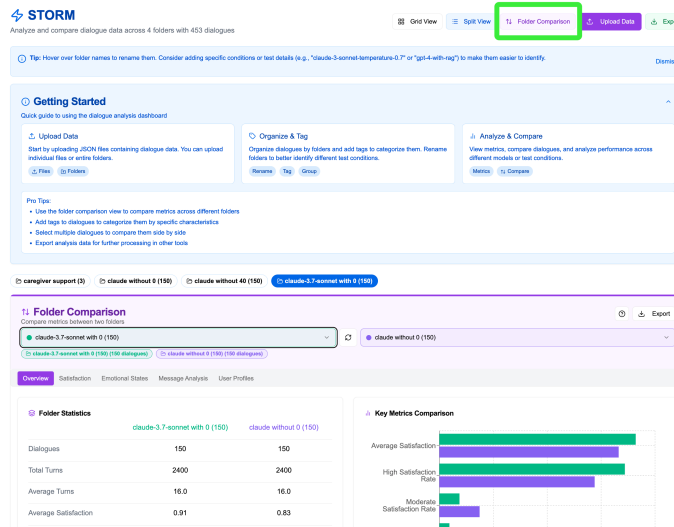 STORM
Analyze and compare dialogue data across 4 folders with 453 dialogues
Grid View
Split View
Folder Comparison
Upload Data
Exp
Tip: Hover over folder names to rename them. Consider adding specific conditions or test details (e.g., "claude-3-sonnet-temperature-0.7" or "gpt-4-with-rag") to make them easier to identify.
Dismis
Getting Started
Quick guide to using the dialogue analysis dashboard
Upload Data
Start by uploading JSON files containing dialogue data. You can upload
individual files or entire folders.
Files Folders
Organize & Tag
Organize dialogues by folders and add tags to categorize them. Rename
folders to better identify different test conditions.
Rename Tag Group
Analyze & Compare
View metrics, compare dialogues, and analyze performance across
different models or test conditions.
Metrics Compare
Pro Tips:
• Use the folder comparison view to compare metrics across different folders
• Add tags to dialogues to categorize them by specific characteristics
• Select multiple dialogues to compare them side by side
• Export analysis data for further processing in other tools
caregiver support (3) claude without 0 (150) claude without 40 (150) claude-3.7-sonnet with 0 (150)
Folder Comparison
Compare metrics between two folders
Export
claude-3.7-sonnet with 0 (150)
claude without 0 (150)
claude-3.7-sonnet with 0 (150) (150 dialogues) claude without 0 (150) (150 dialogues)
Overview Satisfaction Emotional States Message Analysis User Profiles
Folder Statistics
claude-3.7-sonnet with 0 (150) claude without 0 (150)
Dialogues 150 150
Total Turns 2400 2400
Average Turns 16.0 16.0
Average Satisfaction 0.91 0.83
Key Metrics Comparison
Average Satisfaction
High Satisfaction
Rate
Moderate
Satisfaction Rate